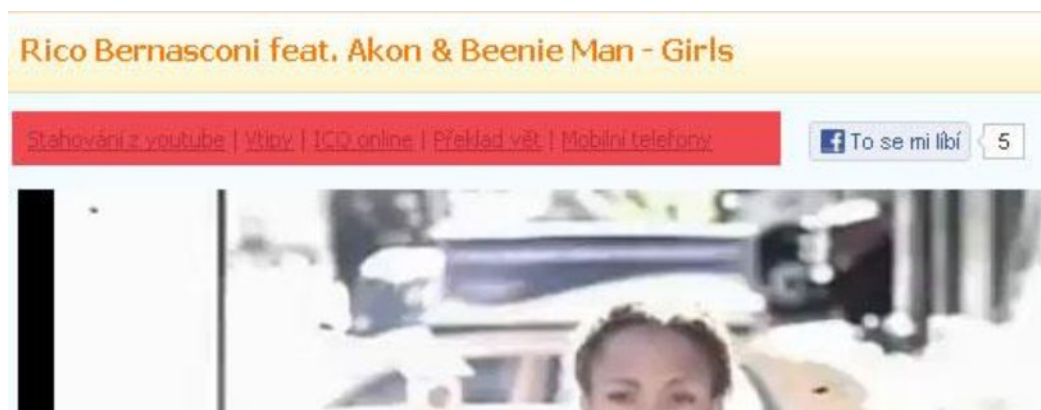 Rico Bernasconi feat. Akon & Beenie Man - Girls
Stahování z youtube | Vtipy | ICQ online | Překlad vět | Mobilní telefony
To se mi líbí 5